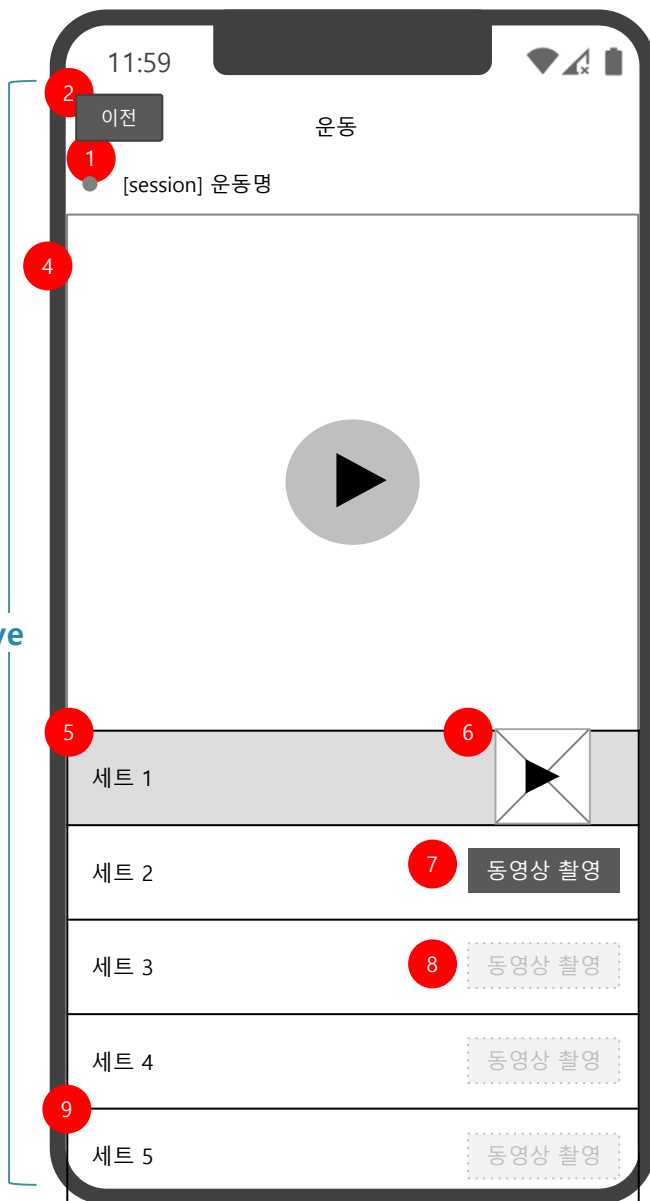 11:59
2
이전
운동
1
[session] 운동명
4
5
6
세트 1
세트 2
7
동영상 촬영
세트 3
8
동영상 촬영
세트 4
동영상 촬영
9
세트 5
동영상 촬영